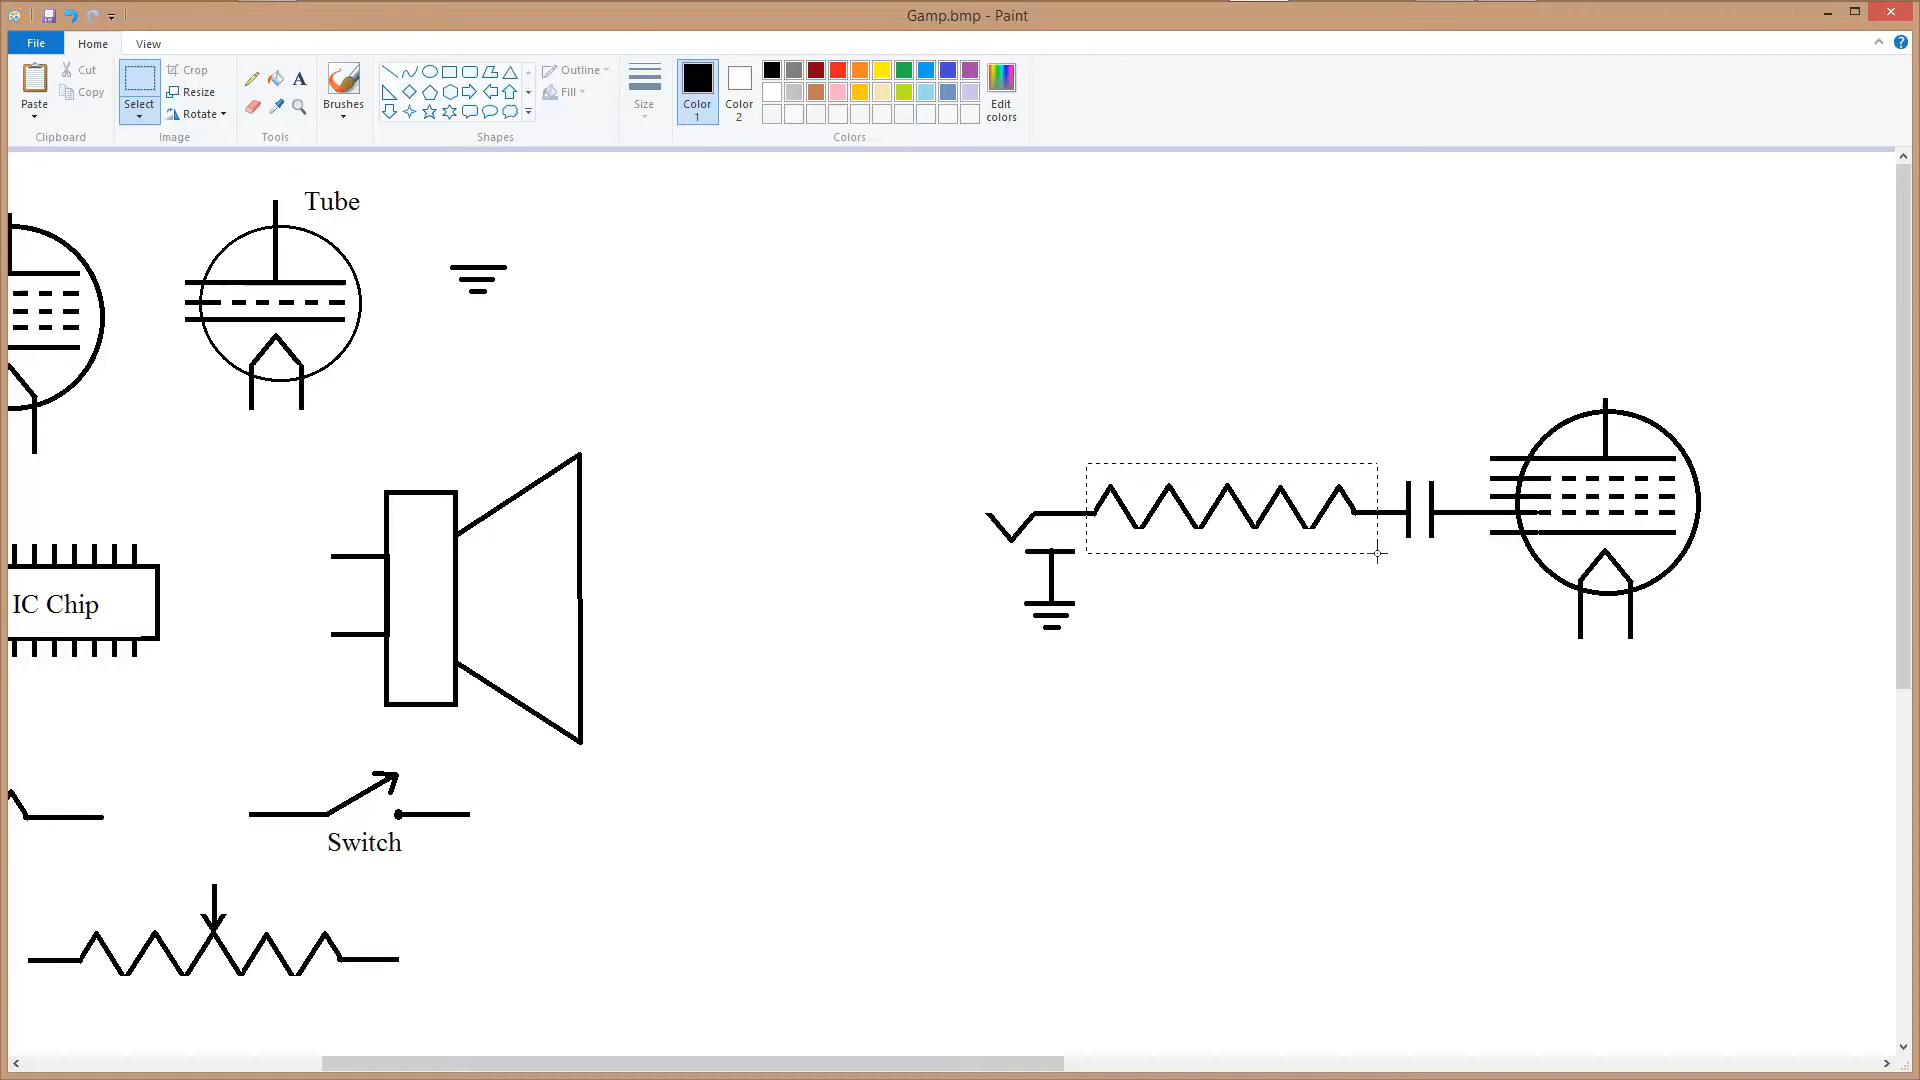 Gamp.bmp - Paint
File Home View
Paste
Cut
Copy
Clipboard
Select
Crop
Resize
Rotate
Image
A
Tools
Brushes
Shapes
Outline
Fill
Size
Color 1
Color 2
Edit colors
Colors
Tube
IC Chip
Switch